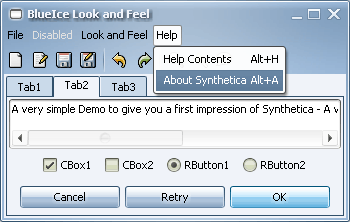 BlueIce Look and Feel
File Disabled Look and Feel Help
Help Contents Alt+H
About Synthetica Alt+A
Tab1 Tab2 Tab3
A very simple Demo to give you a first impression of Synthetica - A v
CBox1 CBox2 RButton1 RButton2
Cancel Retry OK